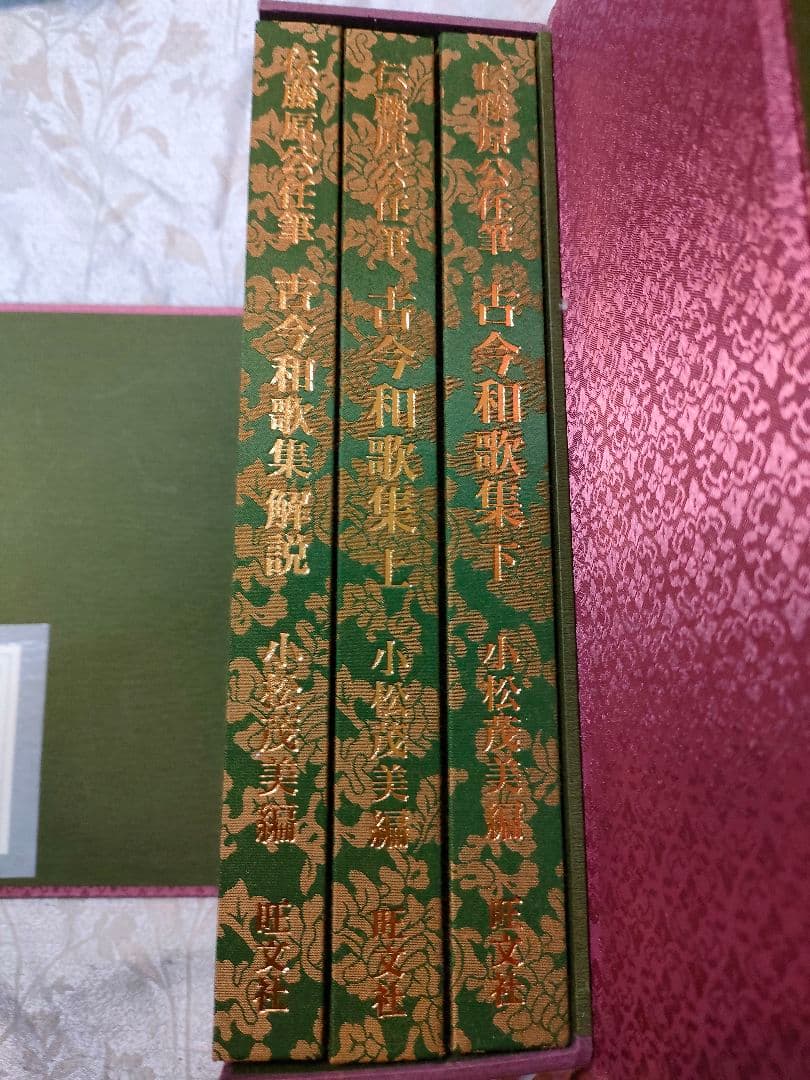 伝藤原公任筆 古今和歌集 下 小松茂美編 旺文社
伝藤原公任筆 古今和歌集 上 小松茂美編 旺文社
伝藤原公任筆 古今和歌集 解説 小松茂美編 旺文社